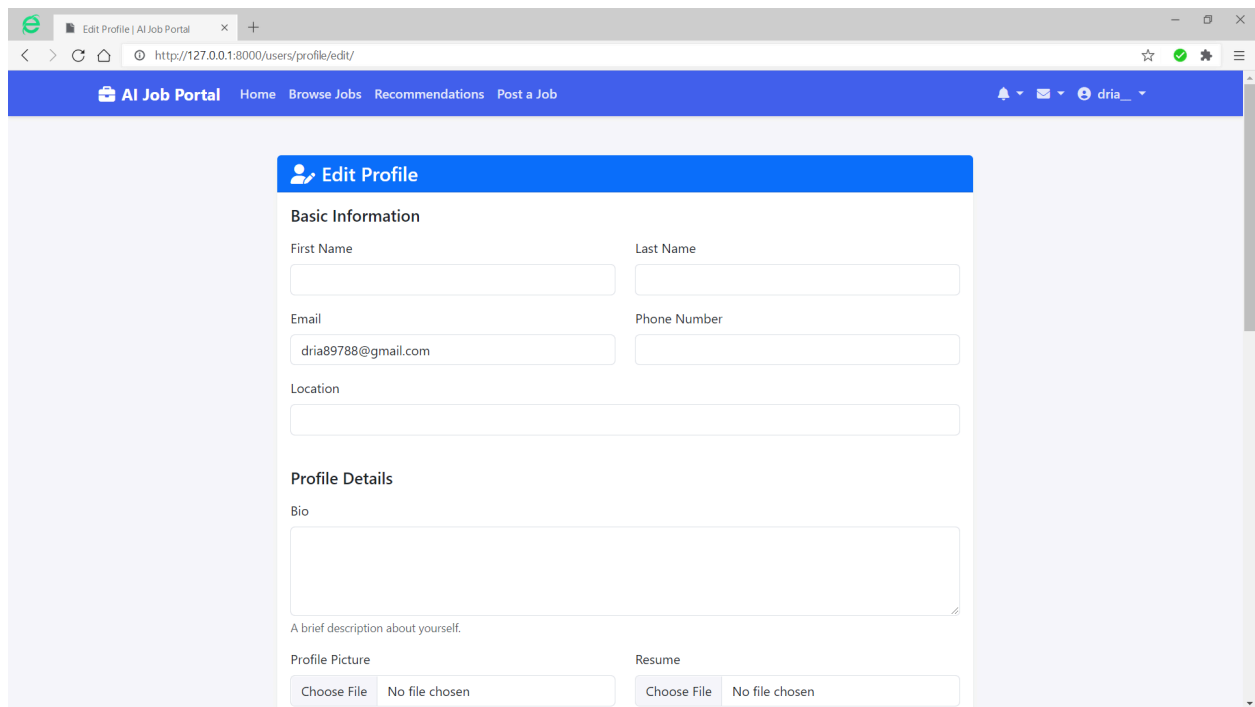 Edit Profile | AI Job Portal
http://127.0.0.1:8000/users/profile/edit/
AI Job Portal Home Browse Jobs Recommendations Post a Job dria__
Edit Profile
Basic Information
First Name Last Name
Email Phone Number
dria89788@gmail.com
Location
Profile Details
Bio
A brief description about yourself.
Profile Picture Resume
Choose File No file chosen Choose File No file chosen